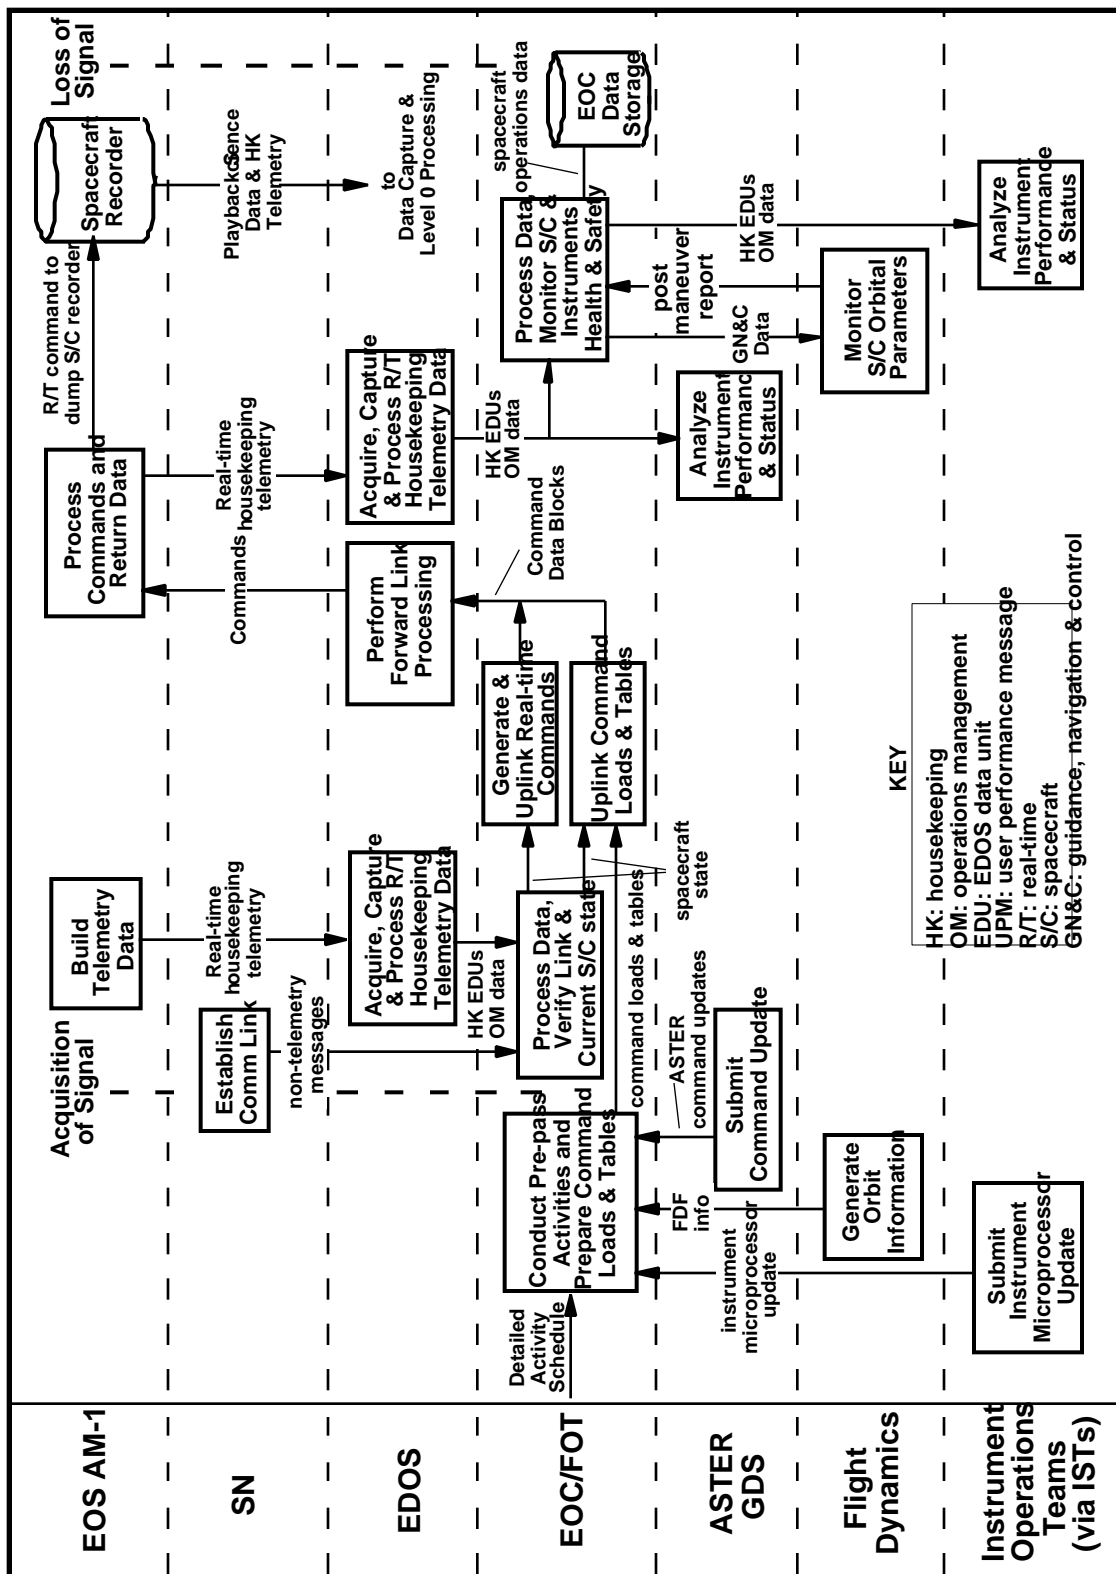 EOS AM-1
SN
EDOS
EOC/FOT
ASTER
GDS
Flight
Dynamics
Instrument
Operations
Teams
(via ISTs)
Acquisition
of Signal
Loss of
Signal
Build
Telemetry
Data
Process
Commands and
Return Data
R/T command to
dump S/C recorder
Spacecraft
Recorder
Establish
Comm Link
Real-time
housekeeping
telemetry
non-telemetry
messages
Commands
Real-time
housekeeping
telemetry
Data & HK
Telemetry
Acquire, Capture
& Process R/T
Housekeeping
Telemetry Data
Perform
Forward Link
Processing
Acquire, Capture
& Process R/T
Housekeeping
Telemetry Data
to
Data Capture &
Level 0 Processing
Detailed
Activity
Schedule
Conduct Pre-pass
Activities and
Prepare Command
Loads & Tables
HK EDUs
OM data
Process Data,
Verify Link &
Current S/C state
Generate &
Uplink Real-time
Commands
Uplink Command
Loads & Tables
Command
Data Blocks
HK EDUs
OM data
Process Data,
Monitor S/C &
Instruments
Health & Safety
spacecraft
operations data
EOC
Data
Storage
command loads & tables
spacecraft
state
FDF
info
ASTER
command updates
instrument
microprocessor
update
Submit
Command Update
Analyze
Instrument
Performanc
& Status
GN&C
Data
post
maneuver
report
HK EDUs
OM data
Generate
Orbit
Information
Monitor
S/C Orbital
Parameters
Submit
Instrument
Microprocessor
Update
Analyze
Instrument
Performance
& Status
KEY
HK: housekeeping
OM: operations management
EDU: EDOS data unit
UPM: user performance message
R/T: real-time
S/C: spacecraft
GN&C: guidance, navigation & control